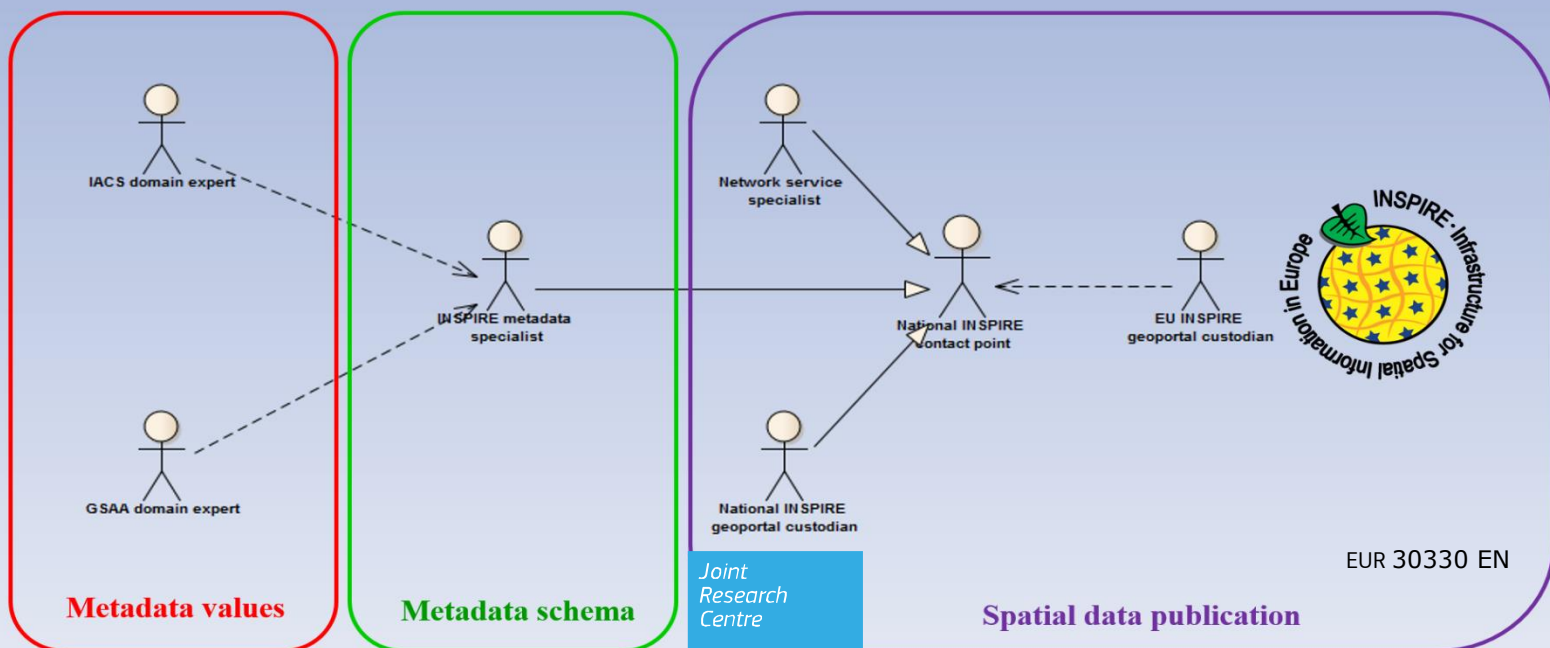 IACS domain expert
GSAA domain expert
Metadata values
INSPIRE metadata
specialist
Metadata schema
Network service
specialist
National INSPIRE
contact point
National INSPIRE
geoportal custodian
EU INSPIRE
geoportal custodian
INSPIRE · Infrastructure for Spatial Information in Europe
EUR 30330 EN
Joint
Research
Centre
Spatial data publication